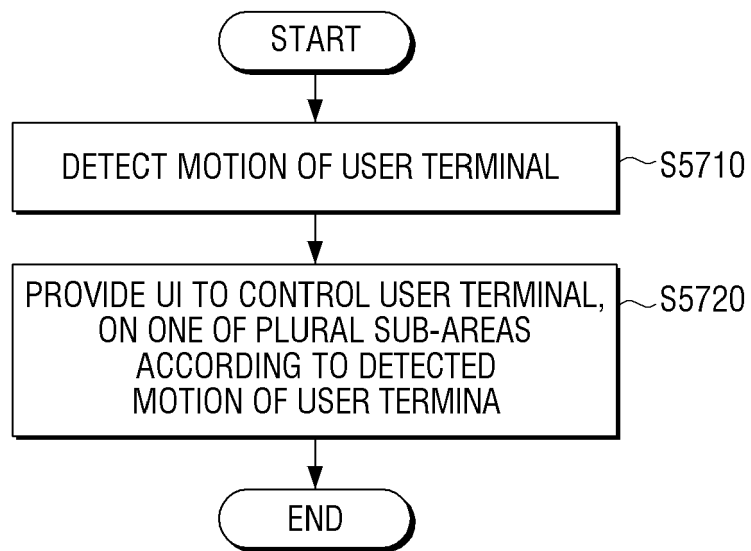 START
DETECT MOTION OF USER TERMINAL
S5710
PROVIDE UI TO CONTROL USER TERMINAL,
ON ONE OF PLURAL SUB-AREAS
ACCORDING TO DETECTED
MOTION OF USER TERMINA
S5720
END